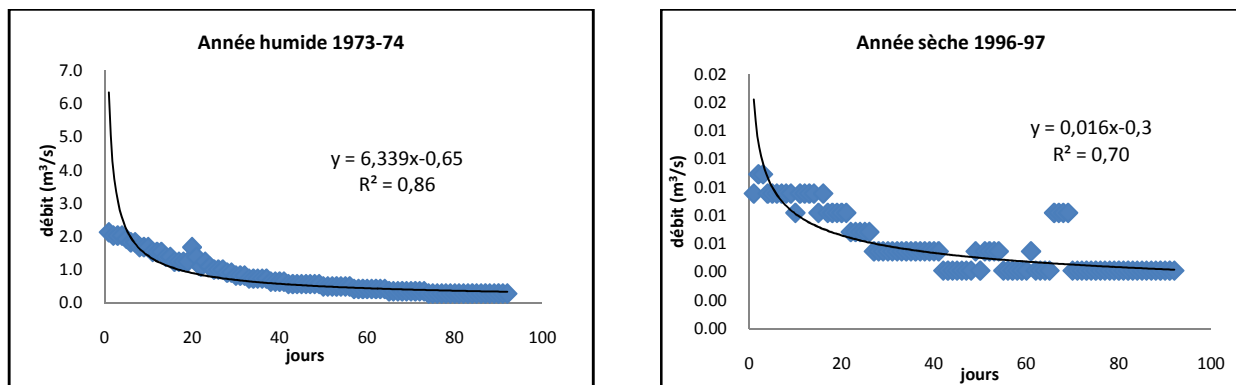 Année humide 1973-74
7.0
6.0
5.0
4.0
3.0
2.0
1.0
0.0
débit (m³/s)
y = 6,339x-0,65
R² = 0,86
0 20 40 60 80 100
jours
Année sèche 1996-97
0.02
0.02
0.01
0.01
0.01
0.01
0.01
0.00
0.00
0.00
débit (m³/s)
y = 0,016x-0,3
R² = 0,70
0 20 40 60 80 100
jours